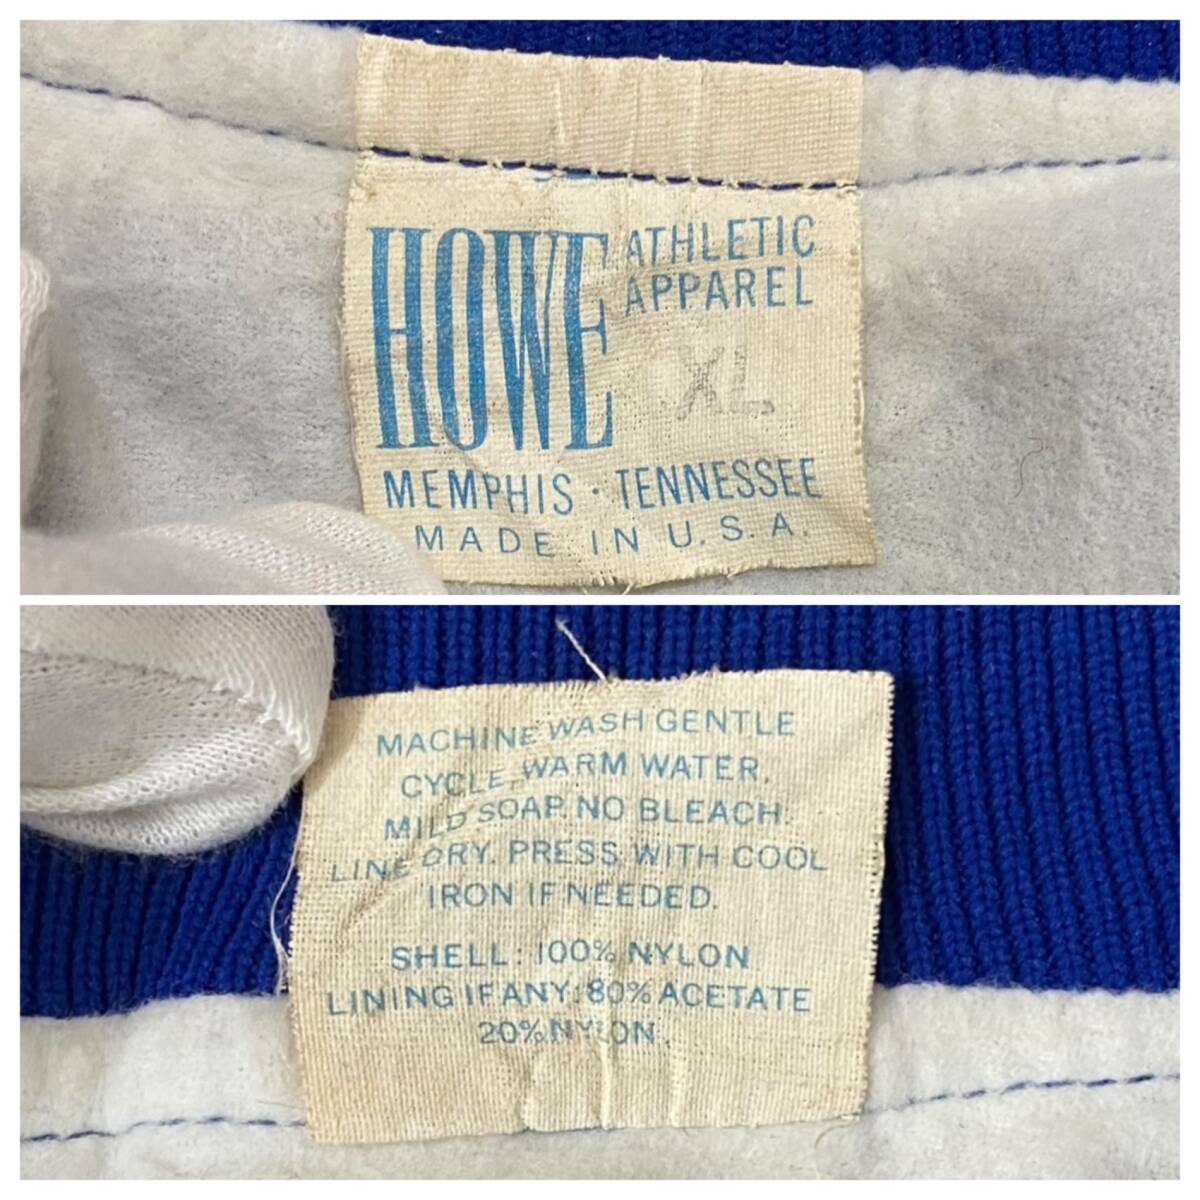 HOWE ATHLETIC
APPAREL
XL
MEMPHIS · TENNESSEE
MADE IN U.S.A.
MACHINE WASH GENTLE
CYCLE, WARM WATER,
MILD SOAP. NO BLEACH.
LINE DRY. PRESS WITH COOL
IRON IF NEEDED.
SHELL: 100% NYLON
LINING IF ANY: 80% ACETATE
20% NYLON